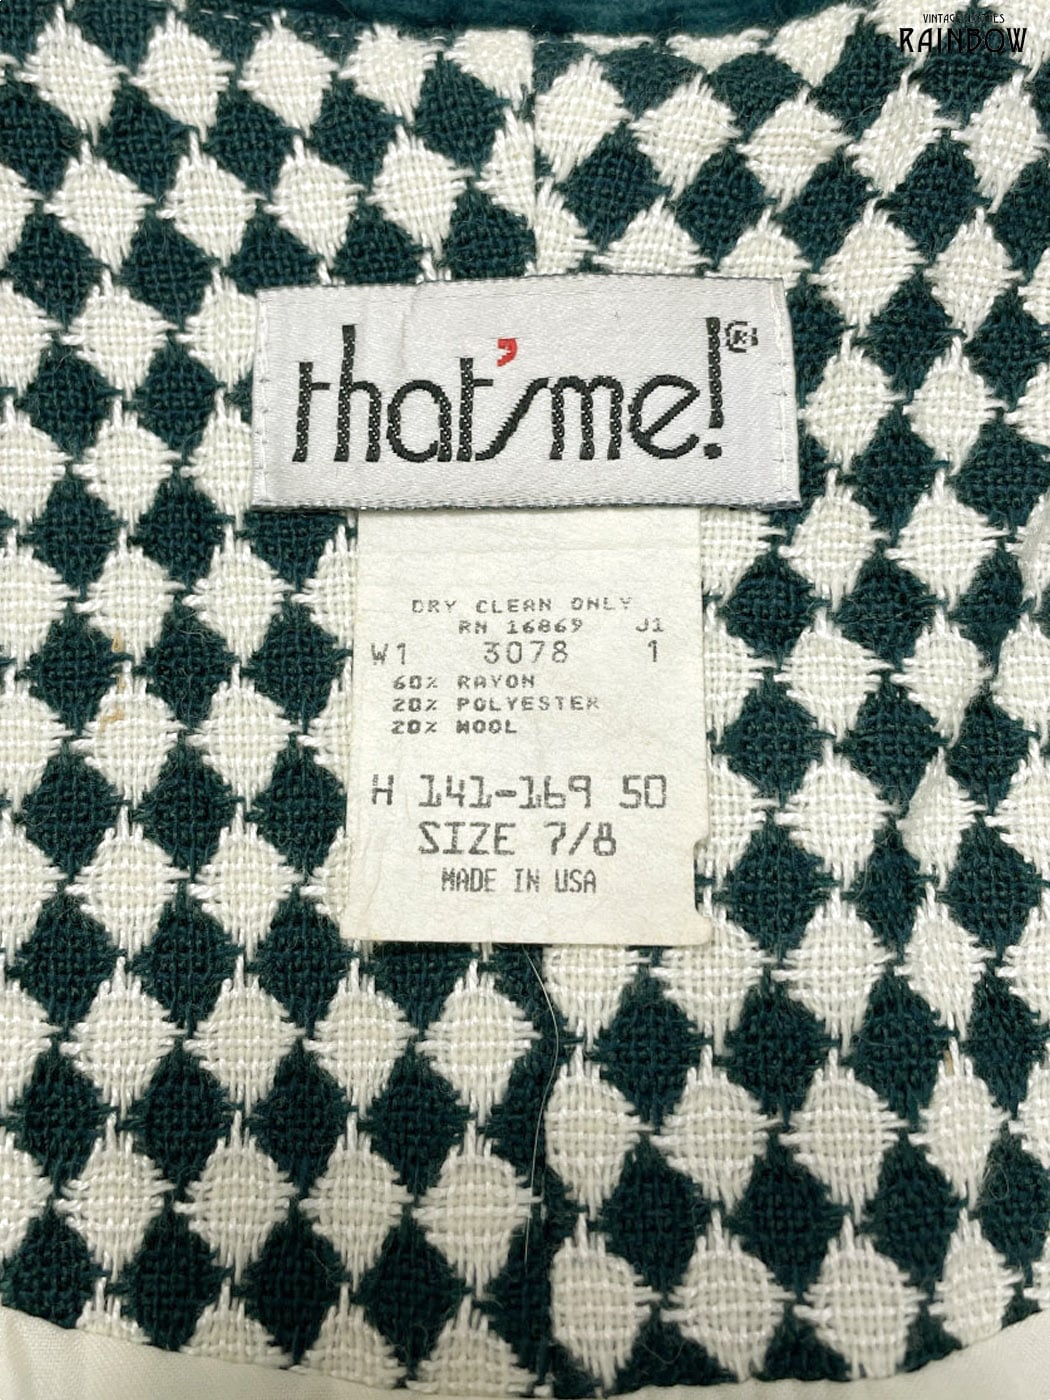 VINTAGE CLOTHES
RAINBOW
that's me!®
DRY CLEAN ONLY
RN 16869 J1
W1 3078 1
60% RAYON
20% POLYESTER
20% WOOL
H 141-169 50
SIZE 7/8
MADE IN USA